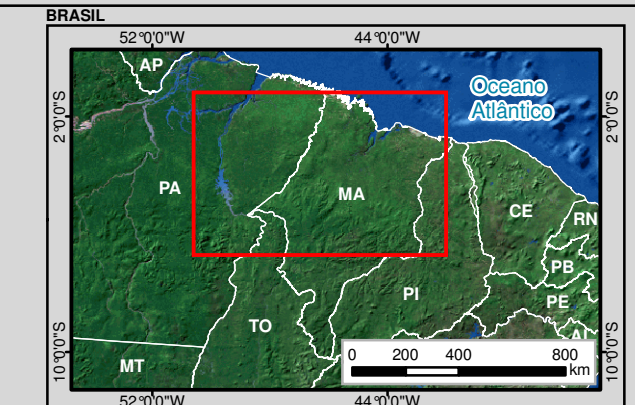 BRASIL
52°0'0"W 44°0'0"W
AP
Oceano
Atlântico
2°0'0"S 2°0'0"S
PA MA CE
RN
PB
PI PE
TO AL
MT
10°0'0"S 10°0'0"S
0 200 400 800
km
52°0'0"W 44°0'0"W